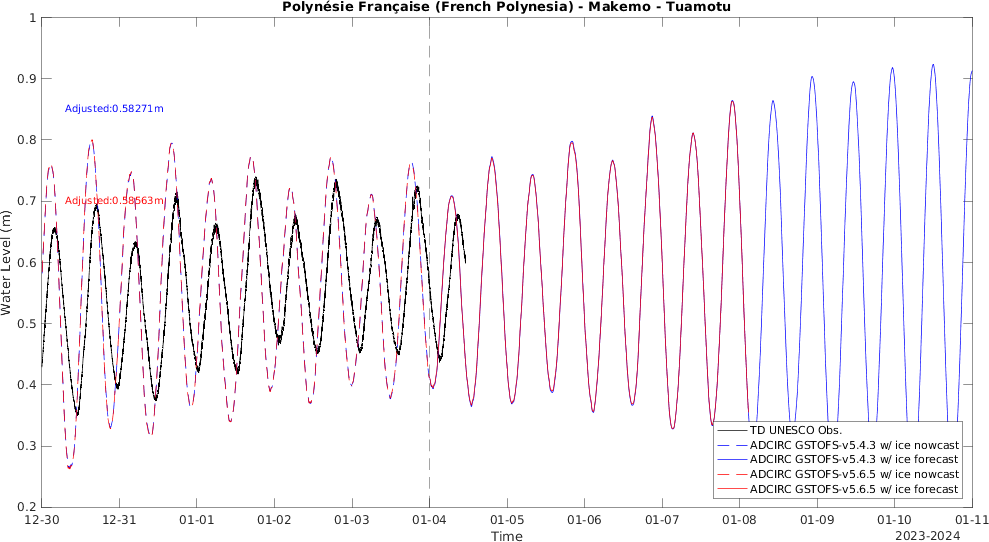 Polynésie Française (French Polynesia) - Makemo - Tuamotu
Water Level (m)
1
0.9
0.8
0.7
0.6
0.5
0.4
0.3
0.2
Adjusted:0.58271m
Adjusted:0.58563m
TD UNESCO Obs.
ADCIRC GSTOFS-v5.4.3 w/ ice nowcast
ADCIRC GSTOFS-v5.4.3 w/ ice forecast
ADCIRC GSTOFS-v5.6.5 w/ ice nowcast
ADCIRC GSTOFS-v5.6.5 w/ ice forecast
12-30 12-31 01-01 01-02 01-03 01-04 01-05 01-06 01-07 01-08 01-09 01-10 01-11
Time
2023-2024